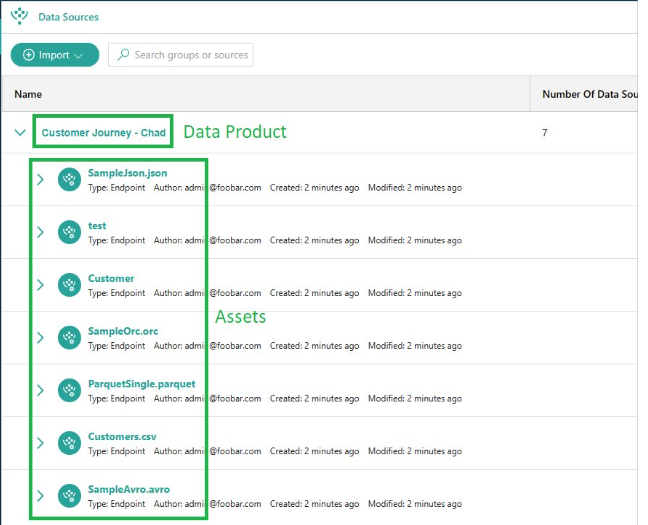 Data Sources
Import
Search groups or sources
Name Number Of Data Sou
Customer Journey - Chad Data Product 7
SampleJson.json
Type: Endpoint Author: admi @foobar.com Created: 2 minutes ago Modified: 2 minutes ago
test
Type: Endpoint Author: admi @foobar.com Created: 2 minutes ago Modified: 2 minutes ago
Customer
Type: Endpoint Author: admi @foobar.com Created: 2 minutes ago Modified: 2 minutes ago
Assets
SampleOrc.orc
Type: Endpoint Author: admi @foobar.com Created: 2 minutes ago Modified: 2 minutes ago
ParquetSingle.parquet
Type: Endpoint Author: admi @foobar.com Created: 2 minutes ago Modified: 2 minutes ago
Customers.csv
Type: Endpoint Author: admi @foobar.com Created: 2 minutes ago Modified: 2 minutes ago
SampleAvro.avro
Type: Endpoint Author: admi @foobar.com Created: 2 minutes ago Modified: 2 minutes ago